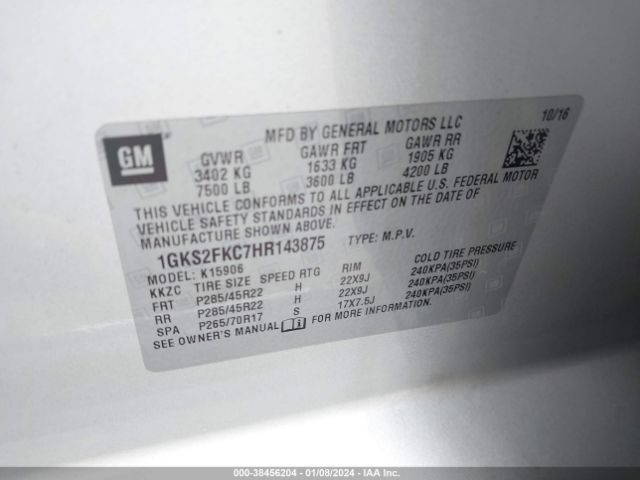 GM
10/16
MFD BY GENERAL MOTORS LLC
GVWR GAWR FRT GAWR RR
3402 KG 1633 KG 1905 KG
7500 LB 3600 LB 4200 LB
THIS VEHICLE CONFORMS TO ALL APPLICABLE U.S. FEDERAL MOTOR
VEHICLE SAFETY STANDARDS IN EFFECT ON THE DATE OF
MANUFACTURE SHOWN ABOVE.
1GKS2FKC7HR143875 TYPE: M.P.V.
MODEL: K15906
KKZC TIRE SIZE SPEED RTG RIM COLD TIRE PRESSURE
FRT P285/45R22 H 22X9J 240KPA(35PSI)
RR P285/45R22 H 22X9J 240KPA(35PSI)
SPA P265/70R17 S 17X7.5J 240KPA(35PSI)
SEE OWNER'S MANUAL FOR MORE INFORMATION.
000-38456204 - 01/08/2024 - IAA Inc.